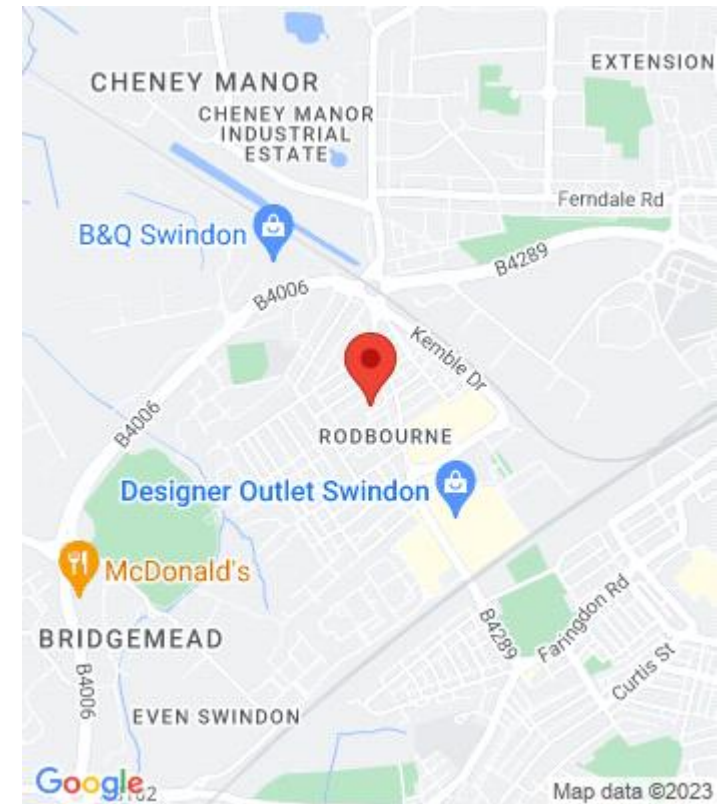 EXTENSION
CHENEY MANOR
CHENEY MANOR
INDUSTRIAL
ESTATE
Ferndale Rd
B&Q Swindon
B4289
B4006
Kemble Dr
B4006
RODBOURNE
Designer Outlet Swindon
McDonald's
Faringdon Rd
B4289
BRIDGEMEAD
Curtis St
B4006
EVEN SWINDON
Google
Map data ©2023